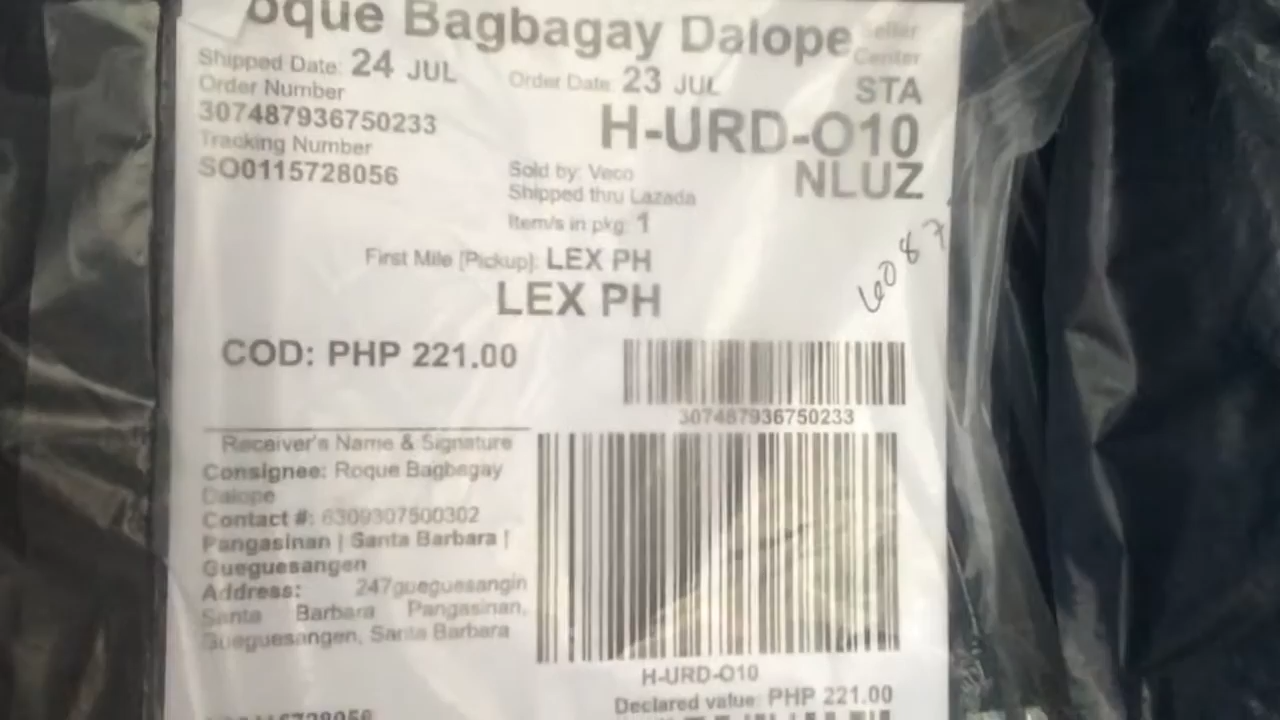 oque Bagbagay Dalope
Seller
Center
Shipped Date: 24 JUL
Order Date: 23 JUL
STA
Order Number
307487936750233
H-URD-O10
Tracking Number
SO0115728056
Sold by: Veco
NLUZ
Shipped thru Lazada
Item/s in pkg: 1
First Mile [Pickup]: LEX PH
LEX PH
6087
COD: PHP 221.00
307487936750233
Receiver's Name & Signature
Consignee: Roque Bagbagay
Dalope
Contact #: 6309307500302
Pangasinan | Santa Barbara |
Gueguesangen
Address: 247gueguesangin
Santa Barbara Pangasinan,
Gueguesangen, Santa Barbara
H-URD-O10
Declared value: PHP 221.00